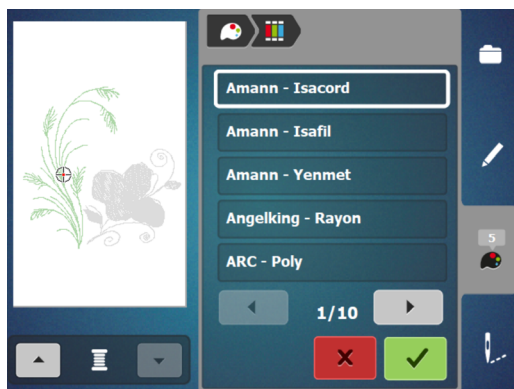 Amann - Isacord
Amann - Isafil
Amann - Yenmet
Angelking - Rayon
5
ARC - Poly
1/10